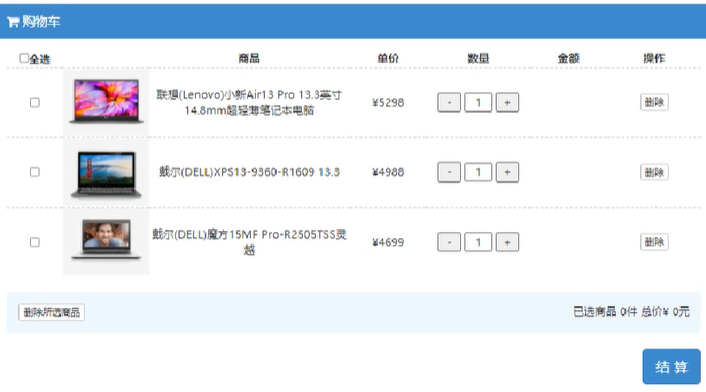 购物车
全选 商品 单价 数量 金额 操作
联想(Lenovo)小新Air13 Pro 13.3英寸
14.8mm超轻薄笔记本电脑
¥5298 - 1 + 删除
戴尔(DELL)XPS13-9360-R1609 13.3 ¥4988 - 1 + 删除
戴尔(DELL)魔方15MF Pro-R2505TSS灵
越
¥4699 - 1 + 删除
删除所选商品 已选商品 0件 总价¥ 0元
结 算